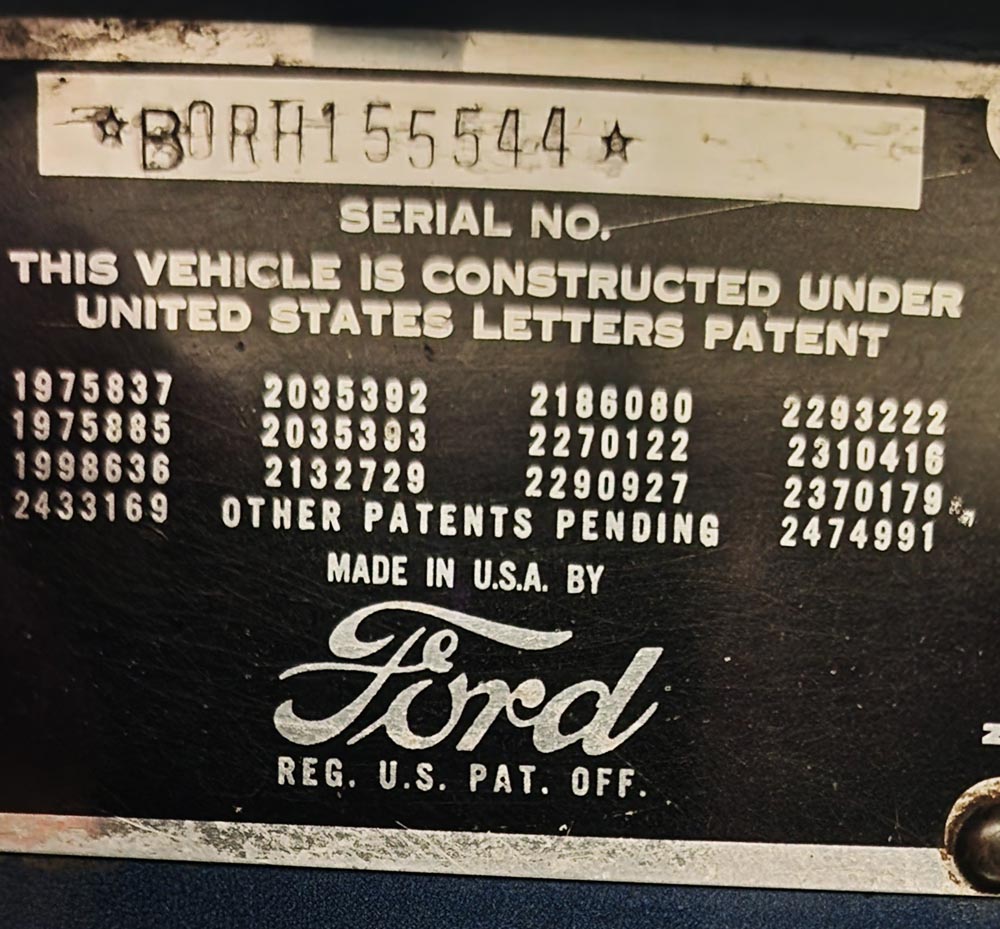 ☆B0RH155544☆
SERIAL NO.
THIS VEHICLE IS CONSTRUCTED UNDER
UNITED STATES LETTERS PATENT
1975837 2035392 2186080 2293222
1975885 2035393 2270122 2310416
1998636 2132729 2290927 2370179
2433169 OTHER PATENTS PENDING 2474991
MADE IN U.S.A. BY
Ford
REG. U.S. PAT. OFF.